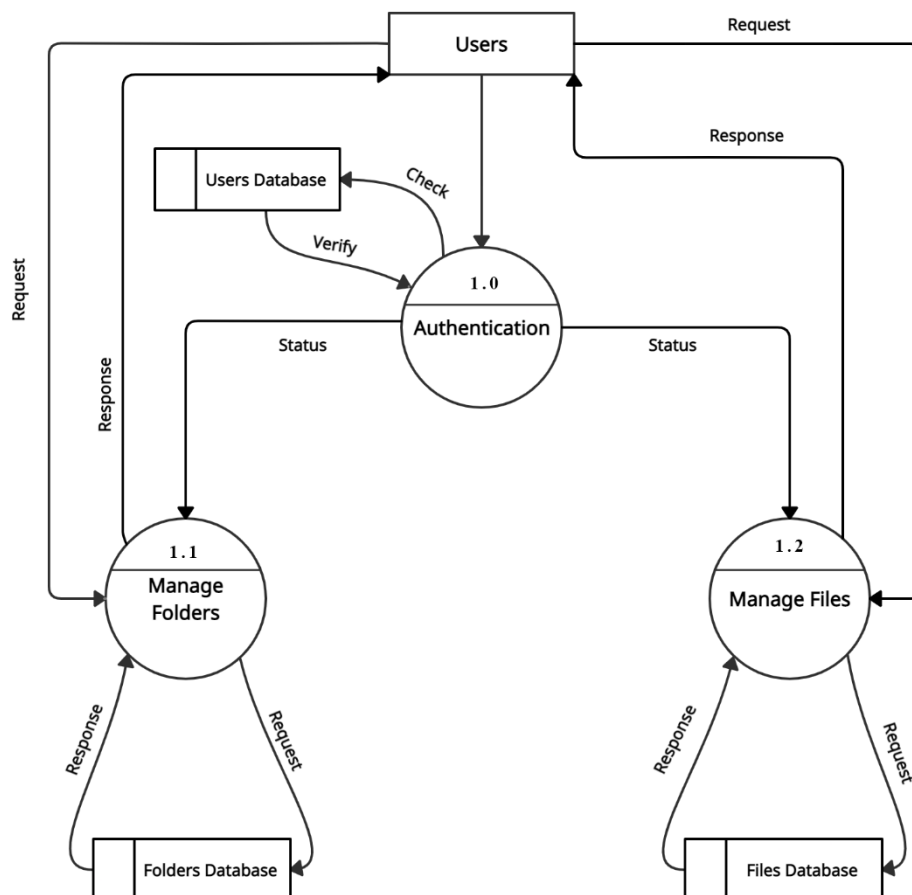 Users
Request
Response
Users Database
Check
Verify
Request
1.0
Authentication
Status
Status
Response
1.1
Manage
Folders
1.2
Manage Files
Response
Request
Response
Request
Folders Database
Files Database